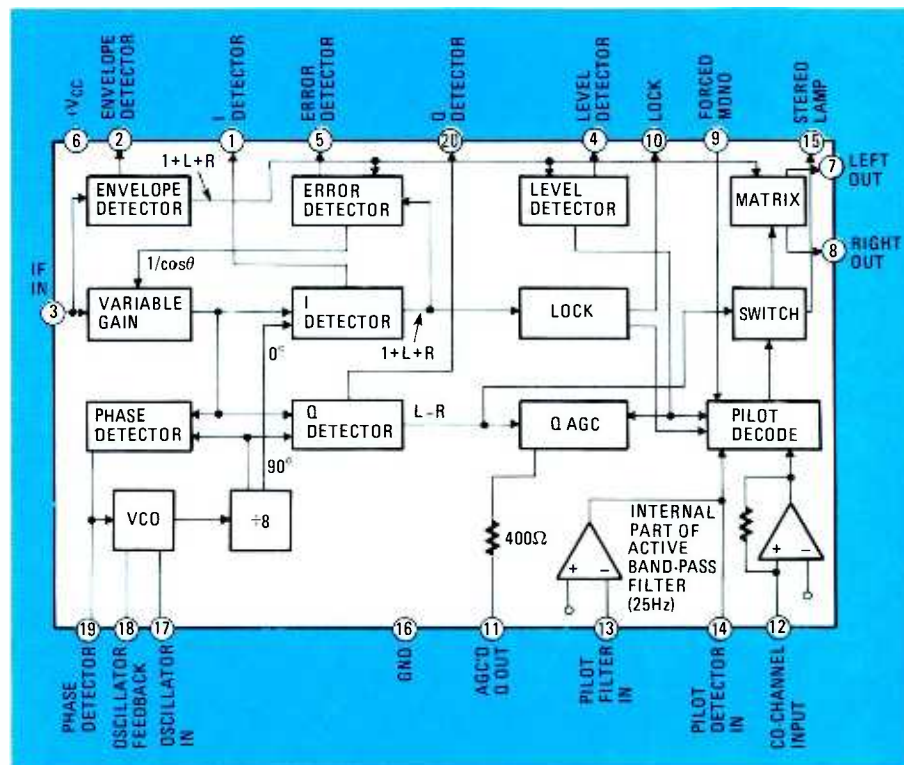 +VCC
ENVELOPE
DETECTOR
I
DETECTOR
ERROR
DETECTOR
Q
DETECTOR
LEVEL
DETECTOR
LOCK
FORCED
MONO
STEREO
LAMP
6
2
1
5
20
4
10
9
15
7
LEFT
OUT
1+L+R
ENVELOPE
DETECTOR
ERROR
DETECTOR
LEVEL
DETECTOR
MATRIX
8
RIGHT
OUT
1/cosθ
IF
IN
3
VARIABLE
GAIN
I
DETECTOR
LOCK
SWITCH
0°
1+L+R
PHASE
DETECTOR
Q
DETECTOR
L-R
Q AGC
PILOT
DECODE
90°
VCO
÷8
400Ω
+ −
INTERNAL
PART OF
ACTIVE
BAND-PASS
FILTER
(25Hz)
+ −
19
18
17
16
11
13
14
12
PHASE
DETECTOR
OSCILLATOR
FEEDBACK
OSCILLATOR
IN
GND
AGC'D
Q OUT
PILOT
FILTER
IN
PILOT
DETECTOR
IN
CO-CHANNEL
INPUT